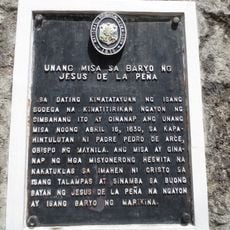 UNANG MISA SA BARYO NG
JESUS DE LA PEÑA
SA DATING KINATATAYUAN NG ISANG
BODEGA NA KINATITIRIKAN NGAYON NG
SIMBAHANG ITO AY GINANAP ANG UNANG
MISA NOONG ABRIL 16, 1630, SA KAPA-
HINTULUTAN NI PADRE PEDRO DE ARCE,
OBISPO NG MAYNILA. ANG MISA AY GINA-
NAP NG MGA MISYONERONG HESWITA NA
NAKATUKLAS SA IMAHEN NI CRISTO SA
ISANG TALAMPAS AT SINAMBA SA BUONG
BAYAN NG JESUS DE LA PEÑA NA NGAYON
AY ISANG BARYO NG MARIKINA.